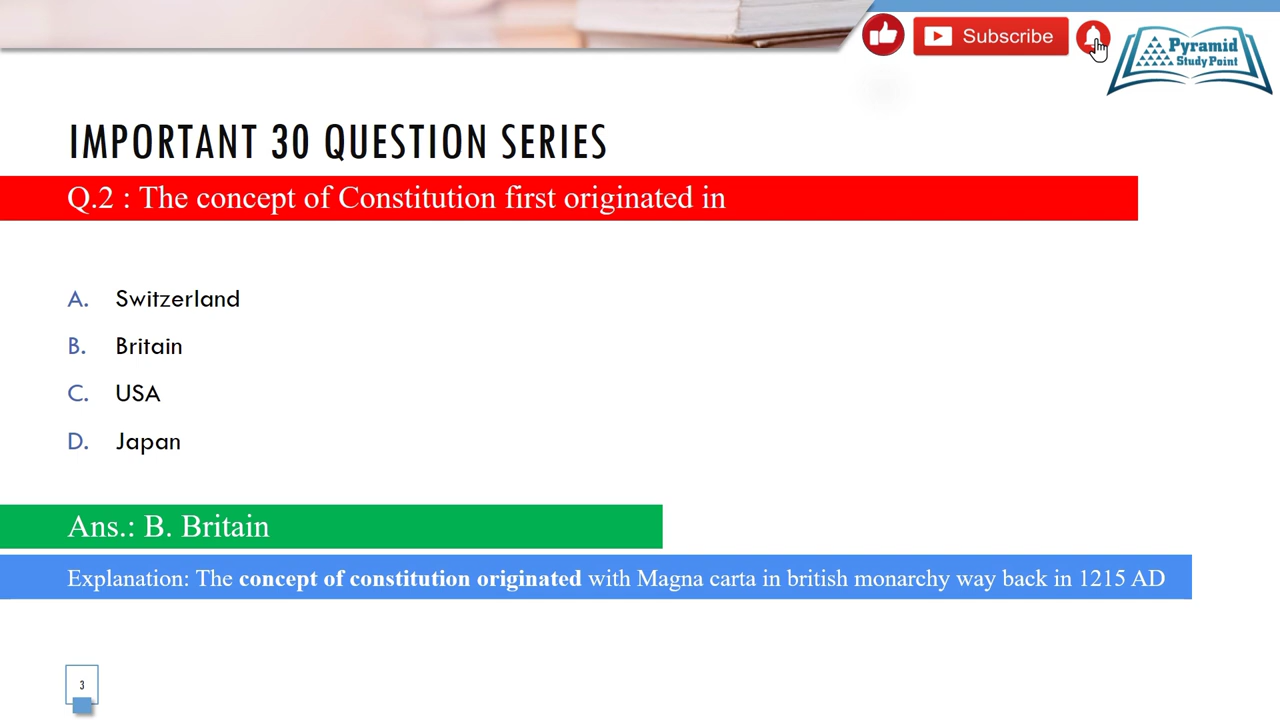 Subscribe
Pyramid
Study Point
IMPORTANT 30 QUESTION SERIES
Q.2 : The concept of Constitution first originated in
A. Switzerland
B. Britain
C. USA
D. Japan
Ans.: B. Britain
Explanation: The concept of constitution originated with Magna carta in british monarchy way back in 1215 AD
3